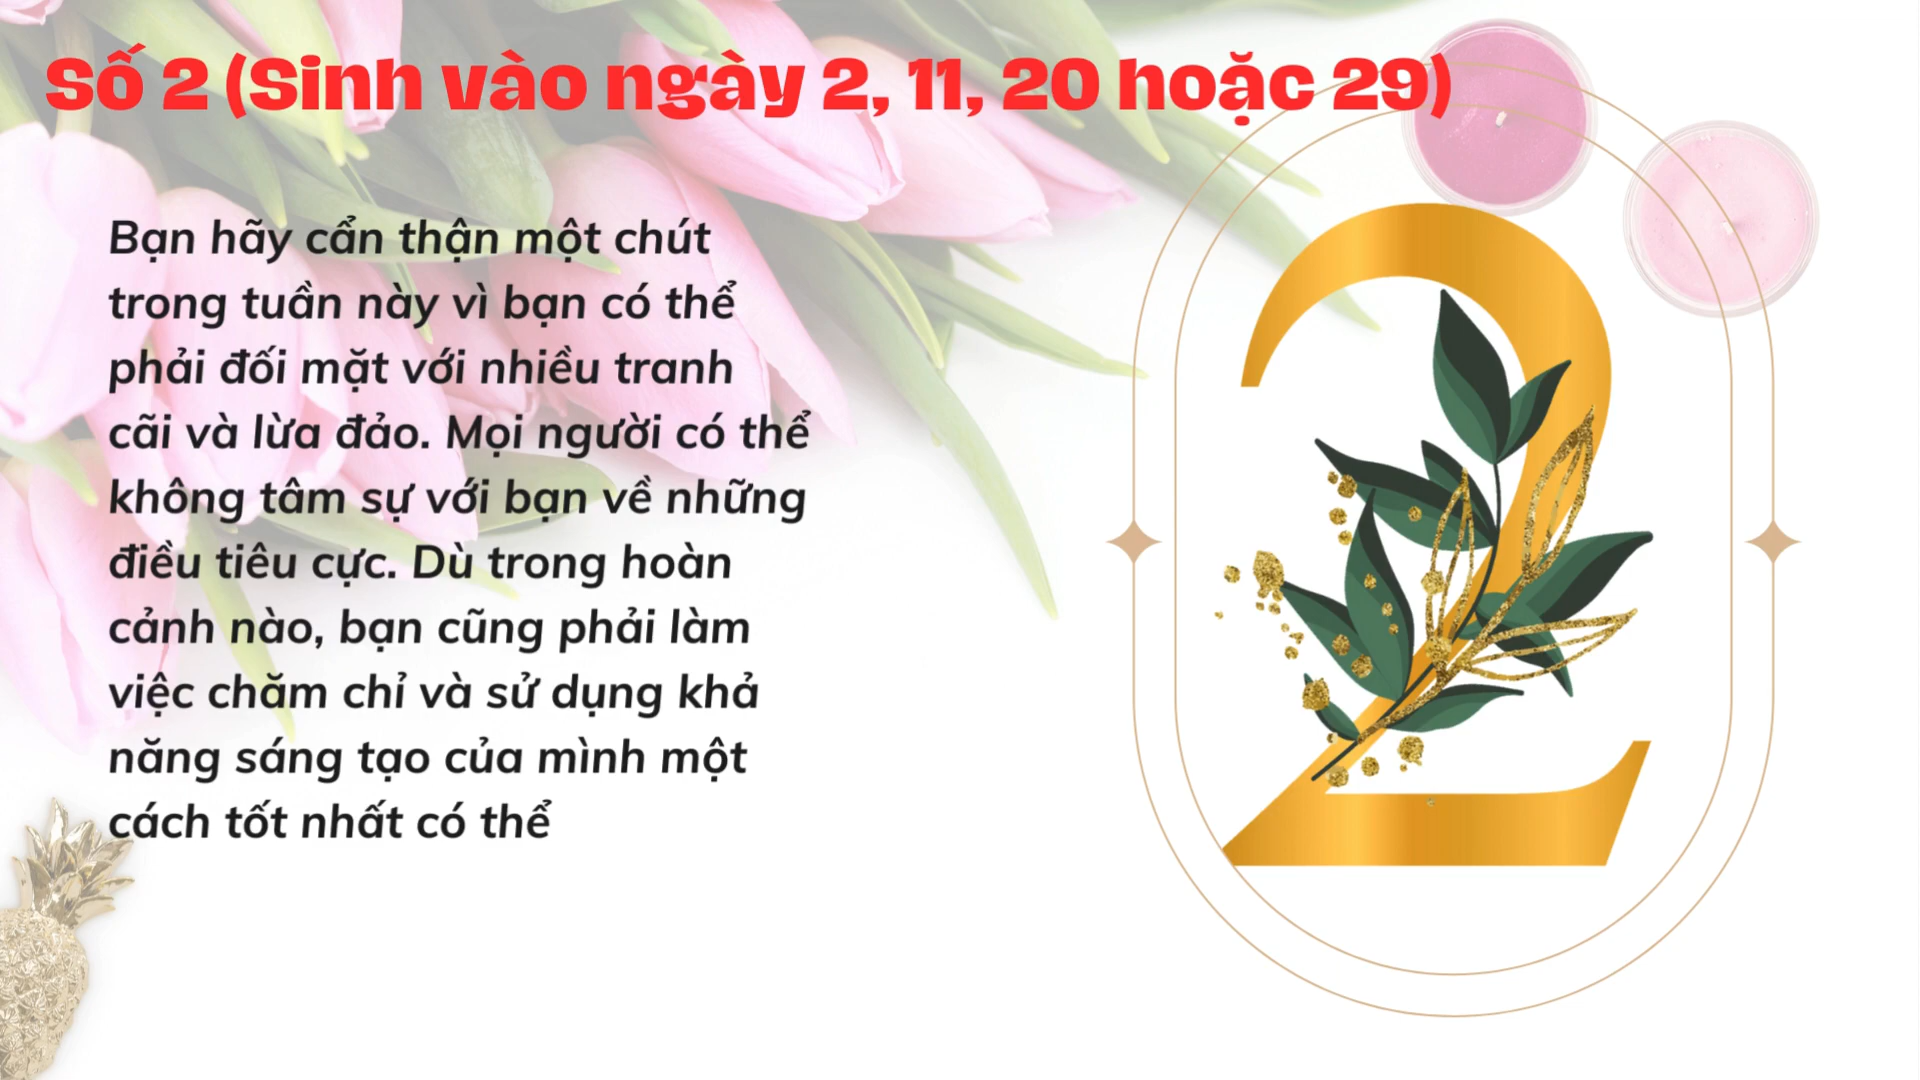 Số 2 (Sinh vào ngày 2, 11, 20 hoặc 29)
Bạn hãy cẩn thận một chút
trong tuần này vì bạn có thể
phải đối mặt với nhiều tranh
cãi và lừa đảo. Mọi người có thể
không tâm sự với bạn về những
điều tiêu cực. Dù trong hoàn
cảnh nào, bạn cũng phải làm
việc chăm chỉ và sử dụng khả
năng sáng tạo của mình một
cách tốt nhất có thể
2